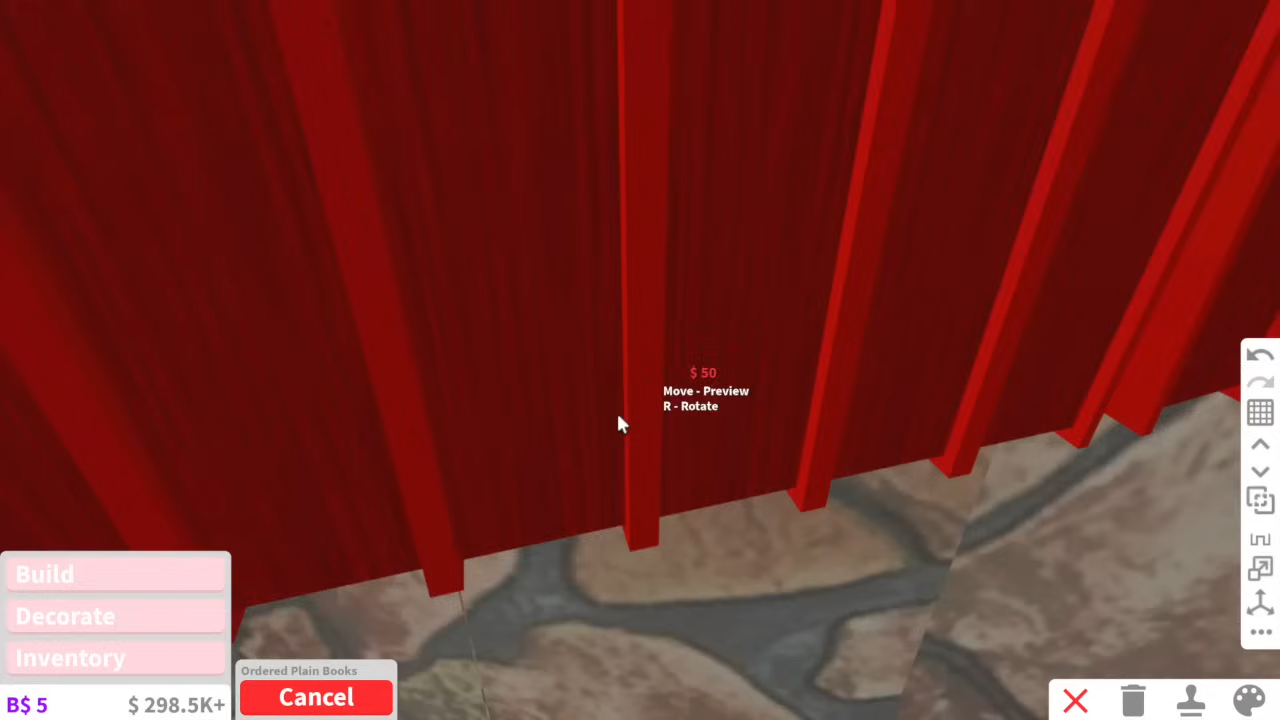 $ 50
Move - Preview
R - Rotate
Build
Decorate
Inventory
B$ 5
$ 298.5K+
Ordered Plain Books
Cancel